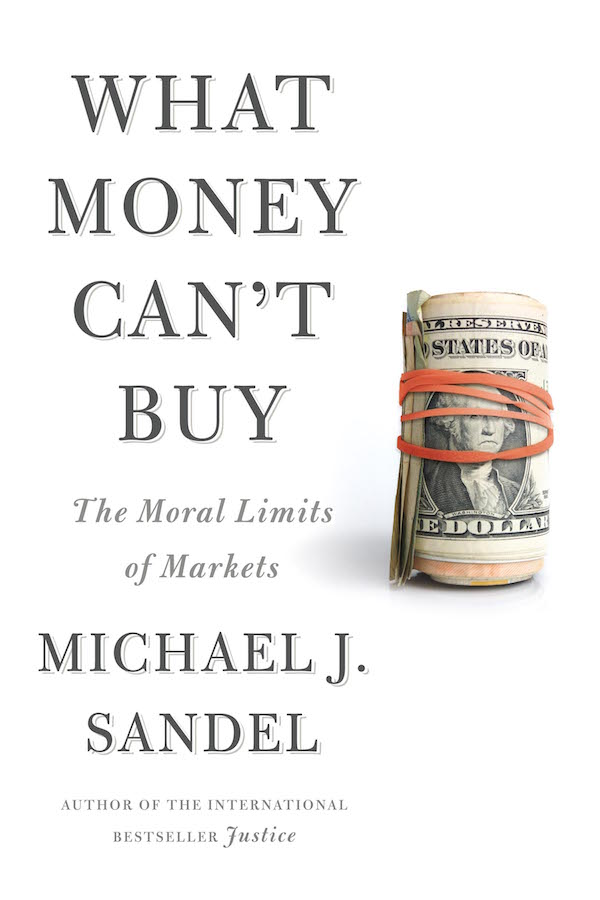 WHAT
MONEY
CAN'T
BUY
The Moral Limits
of Markets
MICHAEL J.
SANDEL
AUTHOR OF THE INTERNATIONAL
BESTSELLER Justice
STATES OF
WASHINGTON